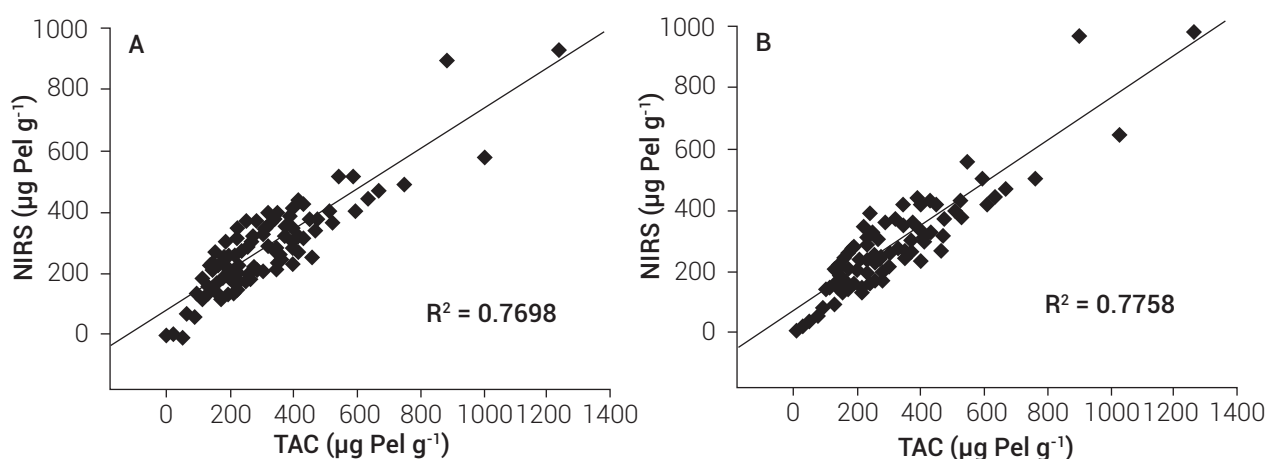 A
1000
800
600
400
200
0
NIRS (µg Pel g⁻¹)
R² = 0.7698
0 200 400 600 800 1000 1200 1400
TAC (µg Pel g⁻¹)
B
1000
800
600
400
200
0
NIRS (µg Pel g⁻¹)
R² = 0.7758
0 200 400 600 800 1000 1200 1400
TAC (µg Pel g⁻¹)